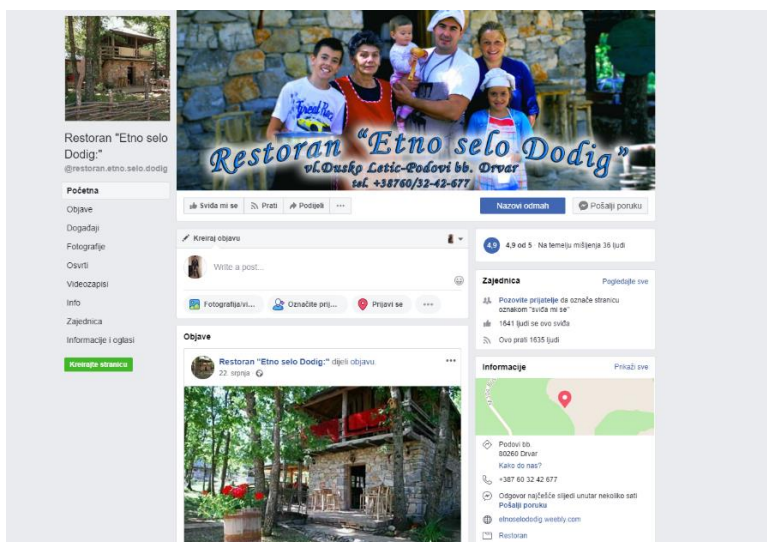 Restoran "Etno selo
Dodig:"
@restoran.etno.selo.dodig
Početna
Objave
Događaji
Fotografije
Osvrti
Videozapisi
Info
Zajednica
Informacije i oglasi
Kreirajte stranicu
Restoran "Etno selo Dodig"
vl.Dusko Letic-Podovi bb. Drvar
tel. +38760/32-42-677
Sviđa mi se
Prati
Podijeli
Nazovi odmah
Pošalji poruku
Kreiraj objavu
Write a post...
Fotografija/vi...
Označite prij...
Prijavi se
Objave
Restoran "Etno selo Dodig:" dijeli objavu.
22. srpnja
4,9
4,9 od 5 · Na temelju mišljenja 36 ljudi
Zajednica
Pogledajte sve
Pozovite prijatelje da označe stranicu
oznakom "sviđa mi se"
1641 ljudi se ovo sviđa
Ovo prati 1635 ljudi
Informacije
Prikaži sve
Podovi bb
80260 Drvar
Kako do nas?
+387 60 32 42 677
Odgovor najčešće slijedi unutar nekoliko sati
Pošalji poruku
etnoselododig.weebly.com
Restoran